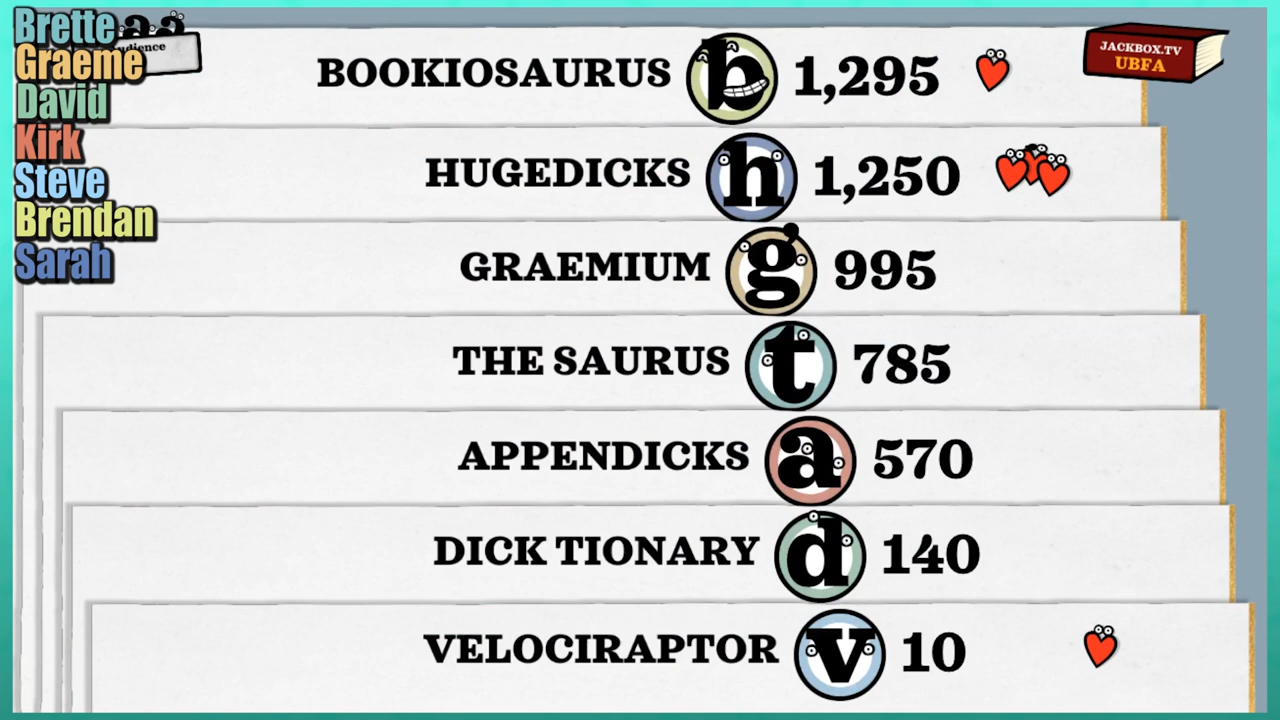 Brette
Graeme
David
Kirk
Steve
Brendan
Sarah
JACKBOX.TV
UBFA
BOOKIOSAURUS b 1,295
HUGEDICKS h 1,250
GRAEMIUM g 995
THE SAURUS t 785
APPENDICKS a 570
DICK TIONARY d 140
VELOCIRAPTOR v 10